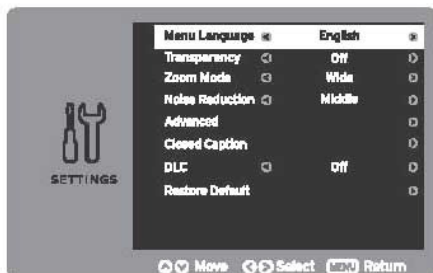 Menu Language English
Transparency Off
Zoom Mode Wide
Noise Reduction Middle
Advanced
Closed Caption
DLC Off
Restore Default
SETTINGS
Move Select MENU Return